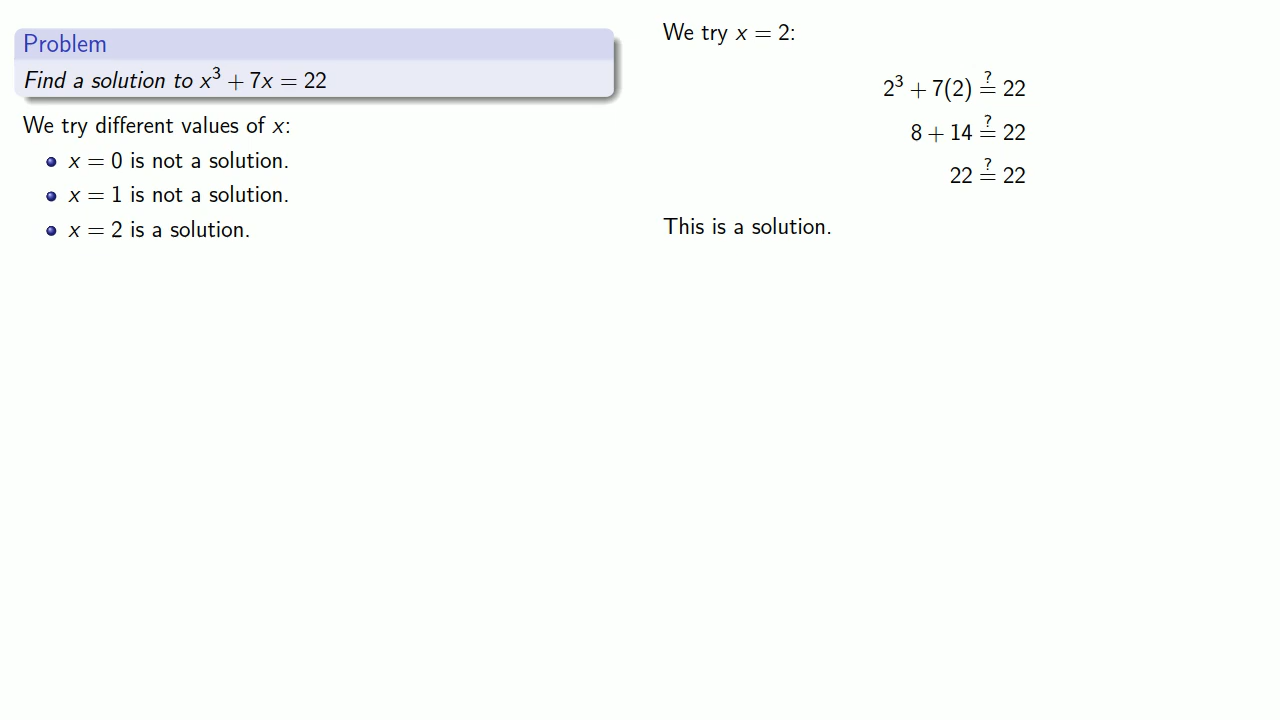 Problem
Find a solution to x³ + 7x = 22
We try different values of x:
x = 0 is not a solution.
x = 1 is not a solution.
x = 2 is a solution.
We try x = 2:
2³ + 7(2) ≟ 22
8 + 14 ≟ 22
22 ≟ 22
This is a solution.